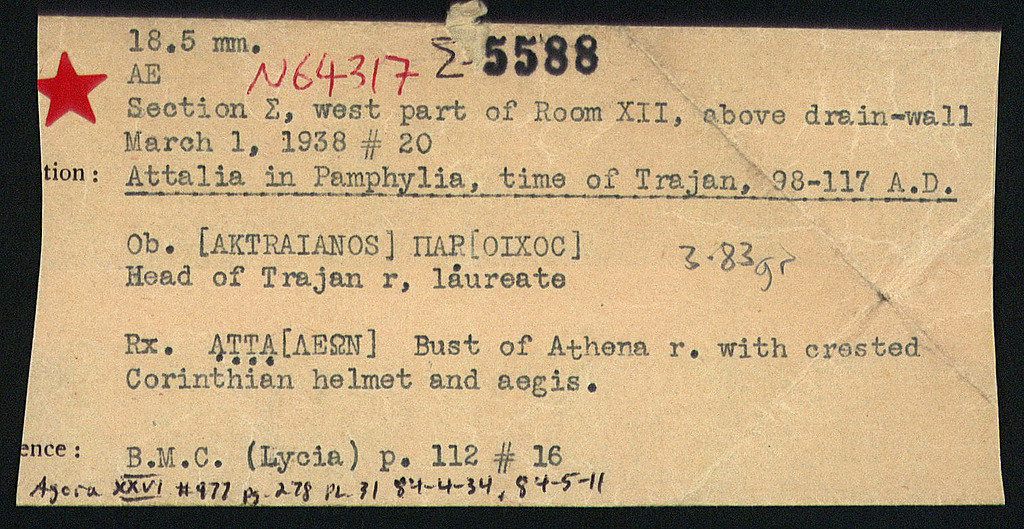 18.5 mm.
AE N64317 Σ 5588
Section Σ, west part of Room XII, above drain-wall
March 1, 1938 # 20
tion: Attalia in Pamphylia, time of Trajan, 98-117 A.D.
Ob. [AKTRAIANOS] ΠΑΡ[ΟΙΧΟC]
3.83gr
Head of Trajan r, laureate
Rx. ΑΤΤΑ[ΛΕΩΝ] Bust of Athena r. with crested
Corinthian helmet and aegis.
ence: B.M.C. (Lycia) p. 112 # 16
Agora XXVI #977 pg. 278 PL. 31 84-4-34, 84-5-11